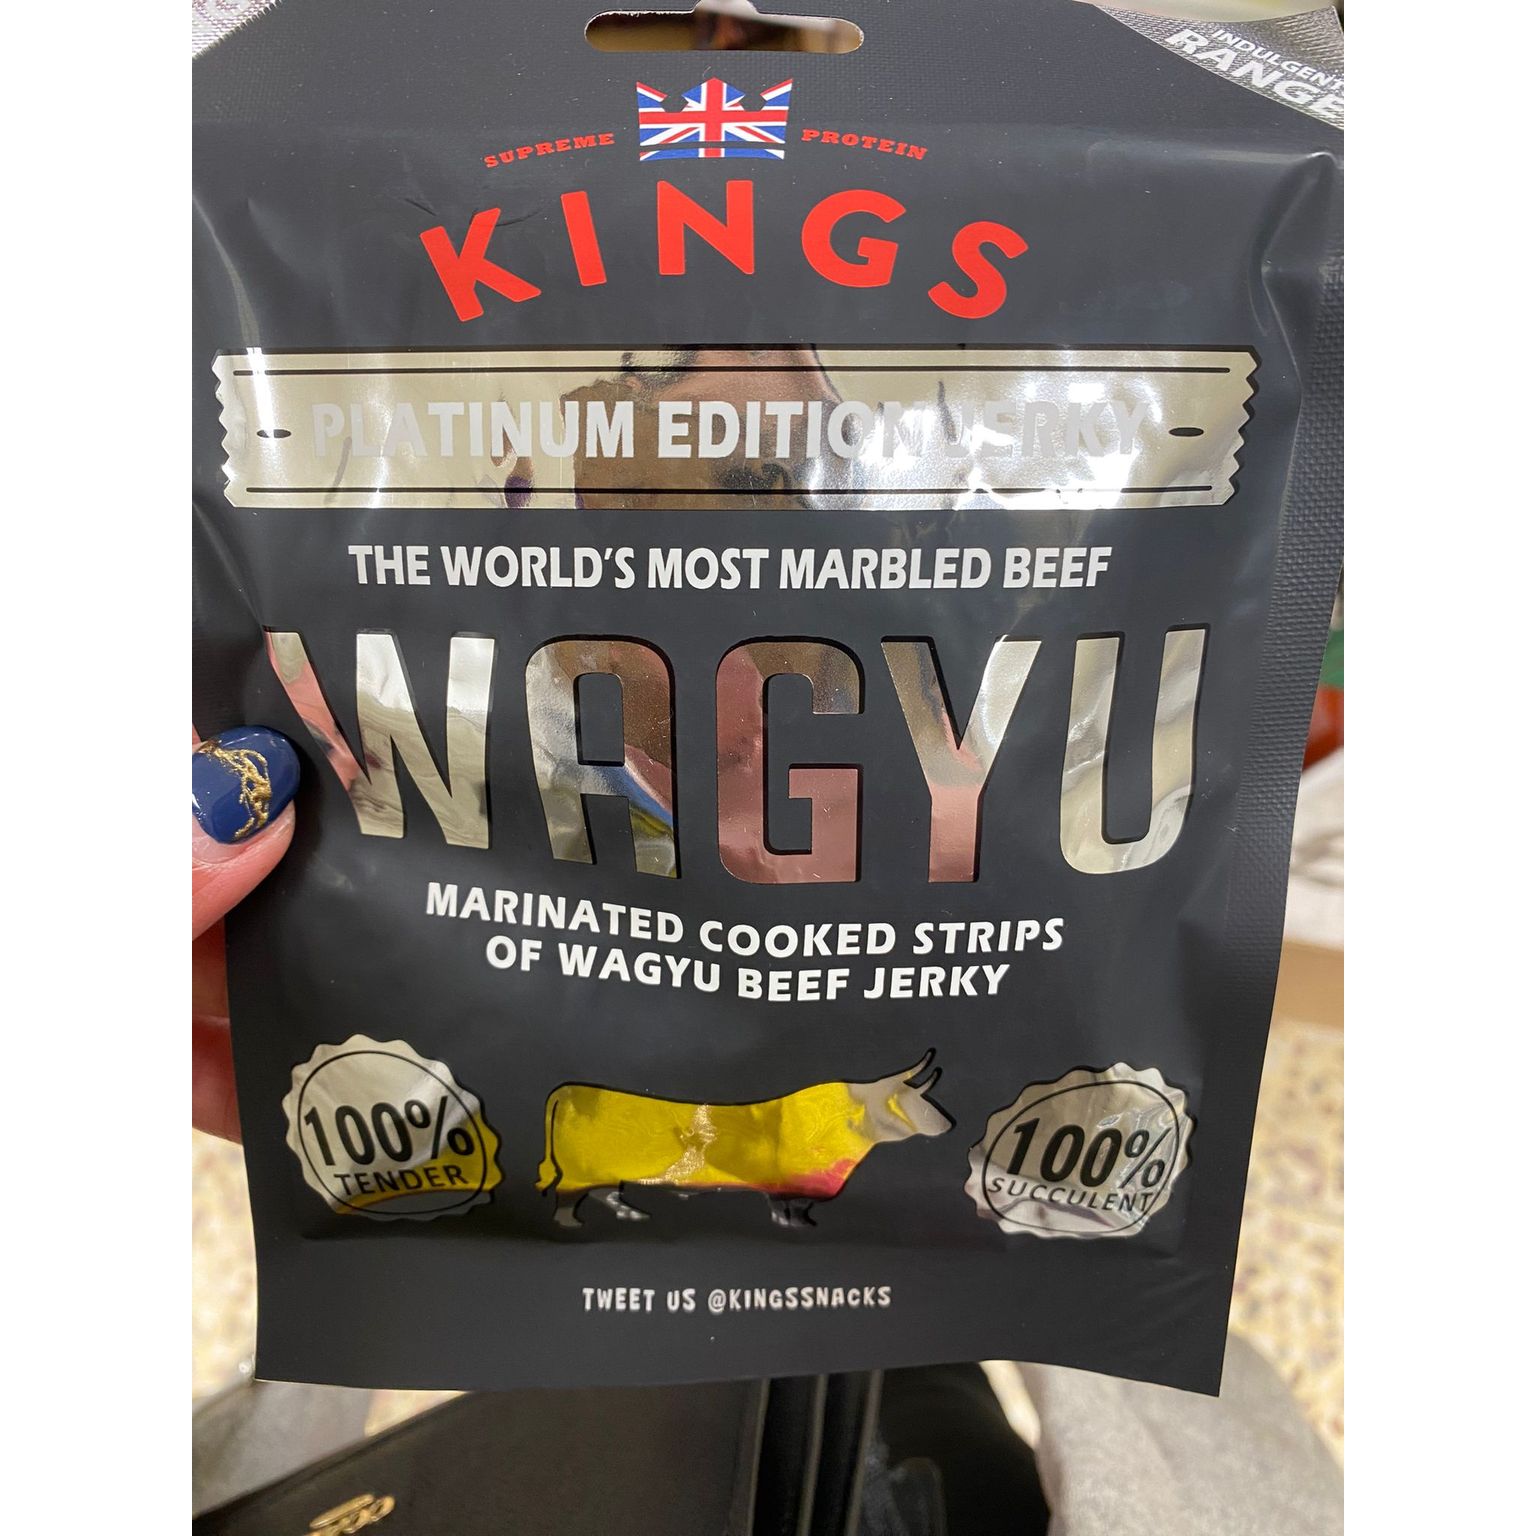 INDULGENT
RANGE
SUPREME PROTEIN
KINGS
PLATINUM EDITION JERKY
THE WORLD'S MOST MARBLED BEEF
WAGYU
MARINATED COOKED STRIPS
OF WAGYU BEEF JERKY
100%
TENDER
100%
SUCCULENT
TWEET US @KINGSSNACKS